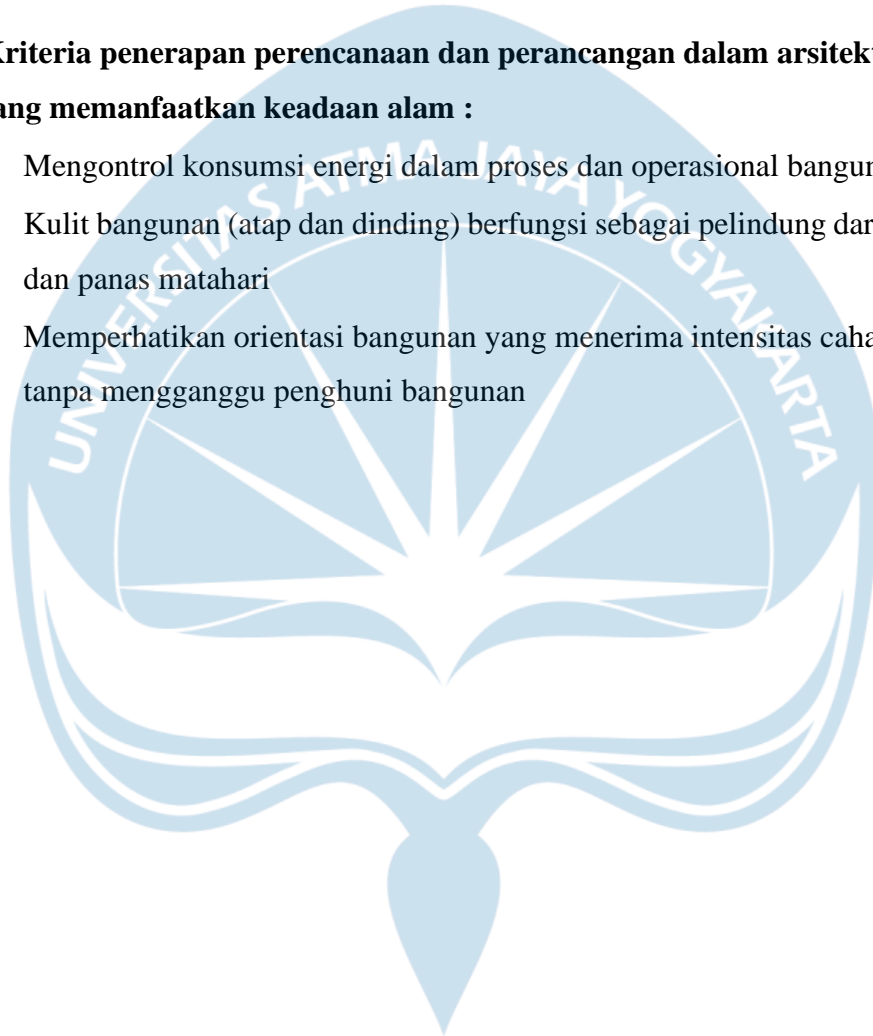 Kriteria penerapan perencanaan dan perancangan dalam arsitekt
ang memanfaatkan keadaan alam :
Mengontrol konsumsi energi dalam proses dan operasional bangun
Kulit bangunan (atap dan dinding) berfungsi sebagai pelindung dar
dan panas matahari
Memperhatikan orientasi bangunan yang menerima intensitas caha
tanpa mengganggu penghuni bangunan
UNIVERSITAS ATMA JAYA YOGYAKARTA